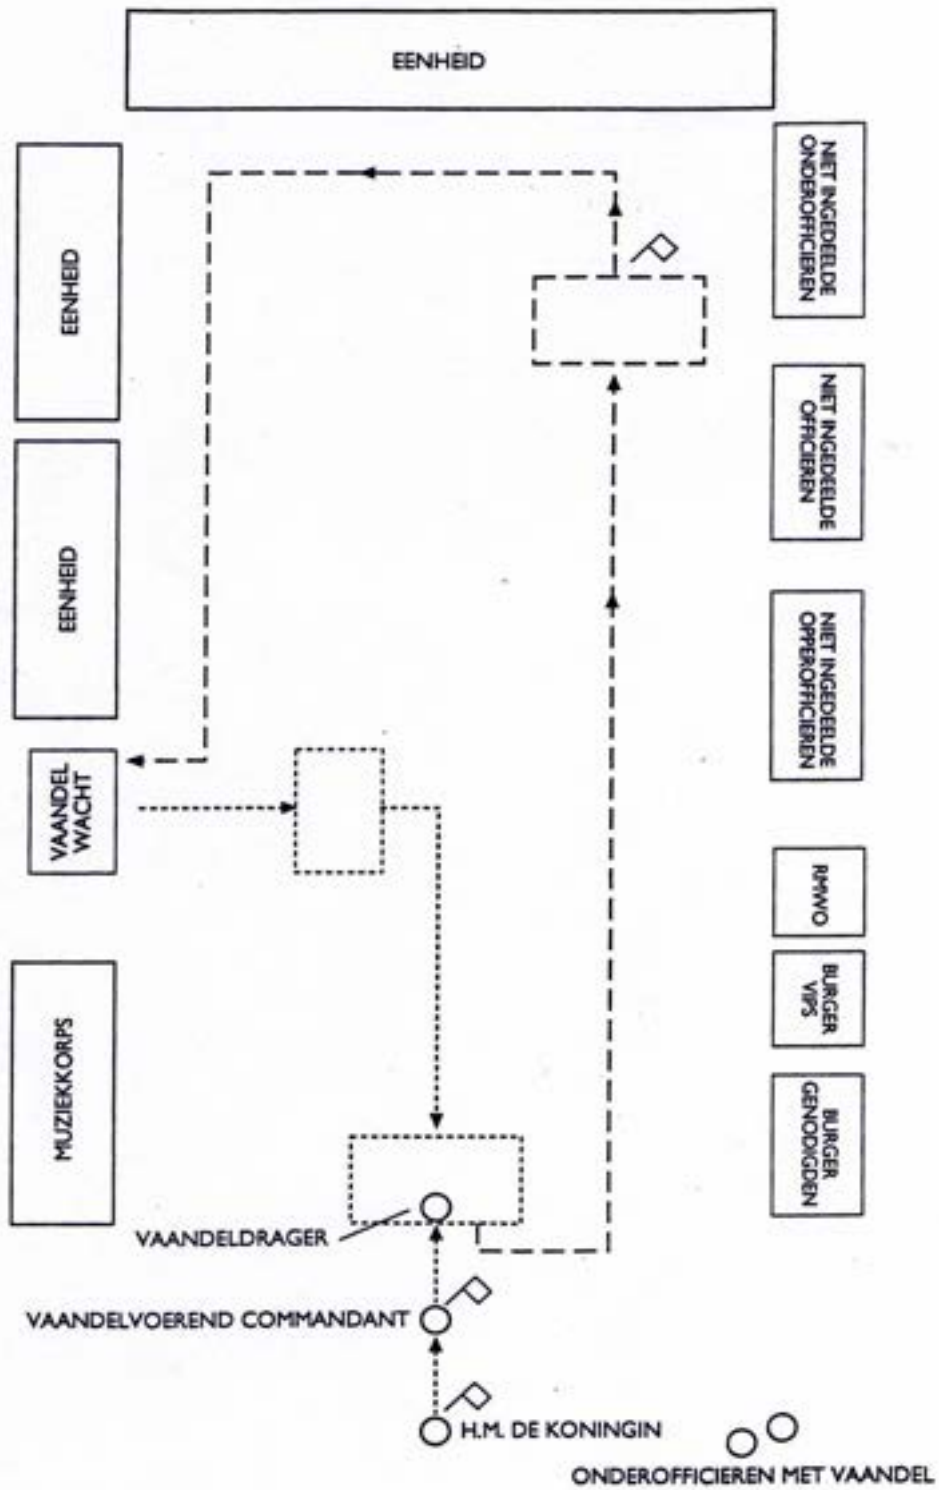 EENHEID
NIET INGEDEELDE
ONDEROFFICIEREN
EENHEID
NIET INGEDEELDE
OFFICIEREN
EENHEID
NIET INGEDEELDE
OPPEROFFICIEREN
VAANDEL
WACHT
RMWO
BURGER
VIPS
MUZIEKKORPS
BURGER
GENODIGDEN
VAANDELDRAGER
VAANDELVOEREND COMMANDANT
H.M. DE KONINGIN
ONDEROFFICIEREN MET VAANDEL